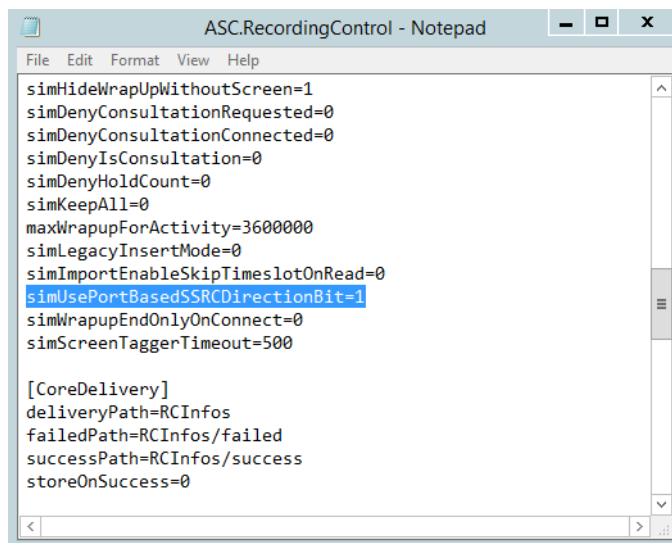 ASC.RecordingControl - Notepad
File Edit Format View Help
simHideWrapUpWithoutScreen=1
simDenyConsultationRequested=0
simDenyConsultationConnected=0
simDenyIsConsultation=0
simDenyHoldCount=0
simKeepAll=0
maxWrapupForActivity=3600000
simLegacyInsertMode=0
simImportEnableSkipTimeslotOnRead=0
simUsePortBasedSSRCDirectionBit=1
simWrapupEndOnlyOnConnect=0
simScreenTaggerTimeout=500
[CoreDelivery]
deliveryPath=RCInfos
failedPath=RCInfos/failed
successPath=RCInfos/success
storeOnSuccess=0